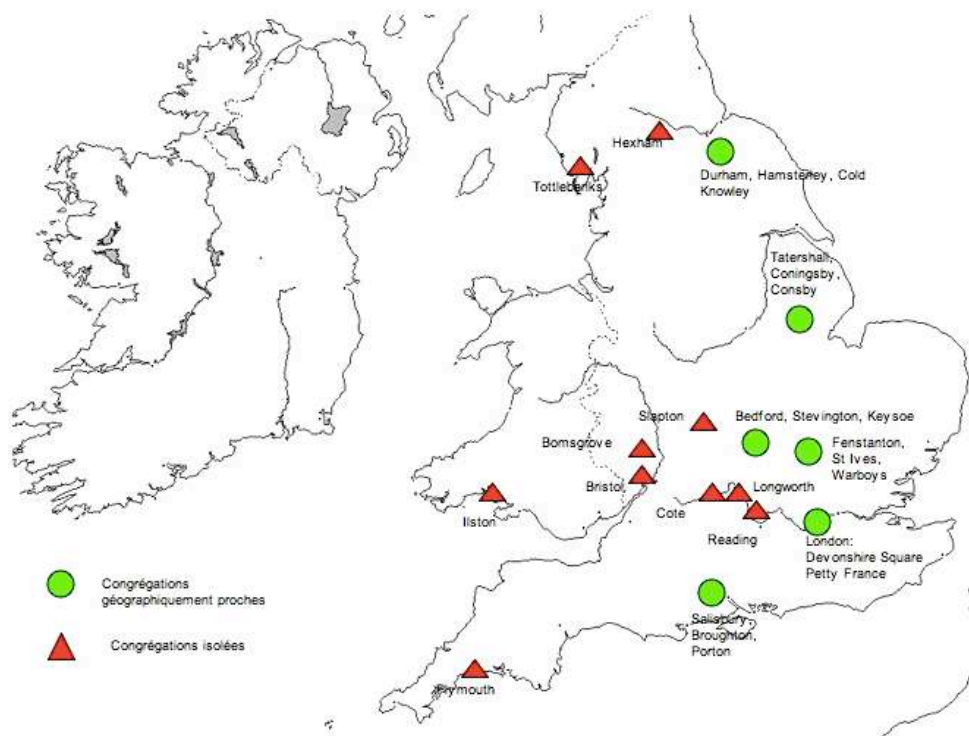 Hexham
Tottlebanks
Durham, Hamsterley, Cold
Knowley
Tatershall,
Coningsby,
Consby
Slapton
Bedford, Stevington, Keysoe
Bomsgrove
Fenstanton,
St Ives,
Warboys
Bristol
Longworth
Ilston
Cote
Reading
London:
Devonshire Square
Petty France
Congrégations
géographiquement proches
Salisbury,
Broughton,
Porton
Congrégations isolées
Plymouth